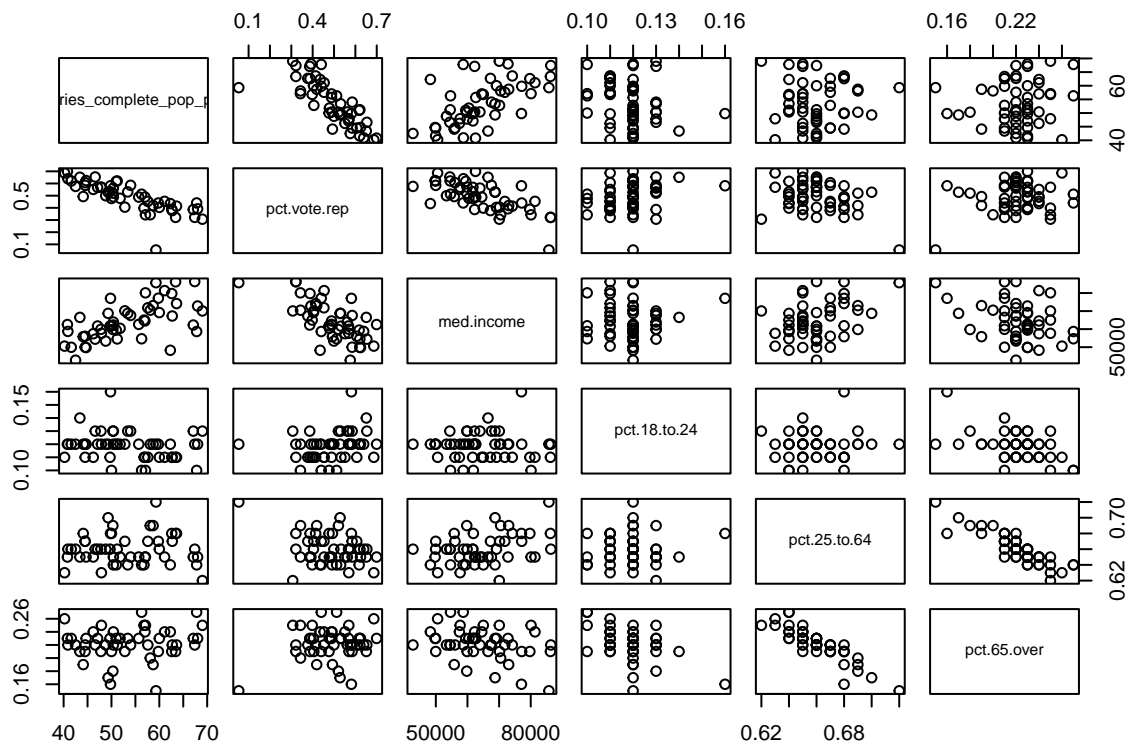 0.1 0.4 0.7 0.10 0.13 0.16 0.16 0.22
ries_complete_pop_p
40 60
0.1 0.5
pct.vote.rep
med.income
50000
0.10 0.15
pct.18.to.24
pct.25.to.64
0.62 0.70
0.16 0.26
pct.65.over
40 50 60 70 50000 80000 0.62 0.68